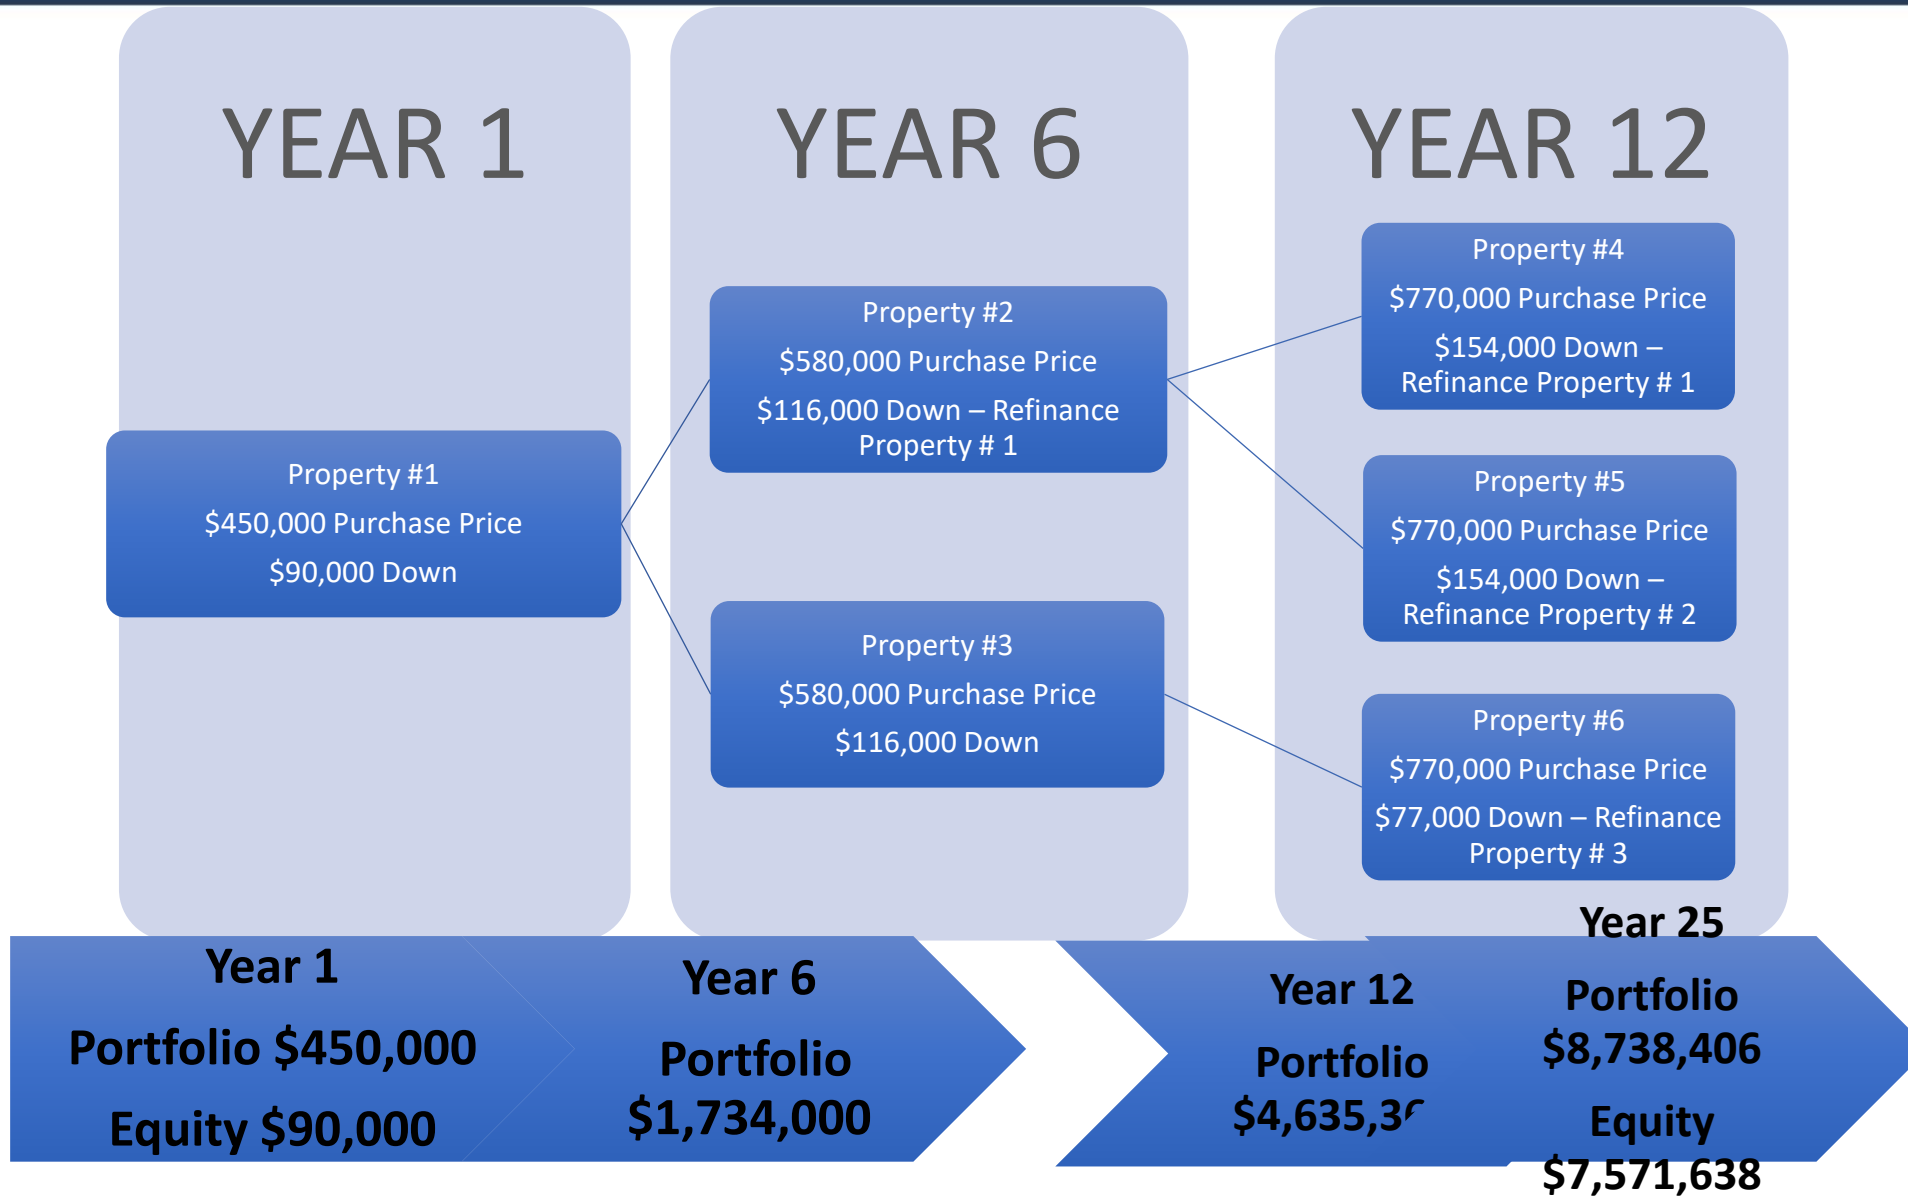 YEAR 1
Property #1
$450,000 Purchase Price
$90,000 Down
YEAR 6
Property #2
$580,000 Purchase Price
$116,000 Down – Refinance
Property # 1
Property #3
$580,000 Purchase Price
$116,000 Down
YEAR 12
Property #4
$770,000 Purchase Price
$154,000 Down –
Refinance Property # 1
Property #5
$770,000 Purchase Price
$154,000 Down –
Refinance Property # 2
Property #6
$770,000 Purchase Price
$77,000 Down – Refinance
Property # 3
Year 1
Portfolio $450,000
Equity $90,000
Year 6
Portfolio
$1,734,000
Year 12
Portfolio
Year 25
Portfolio
$8,738,406
Equity
$7,571,638